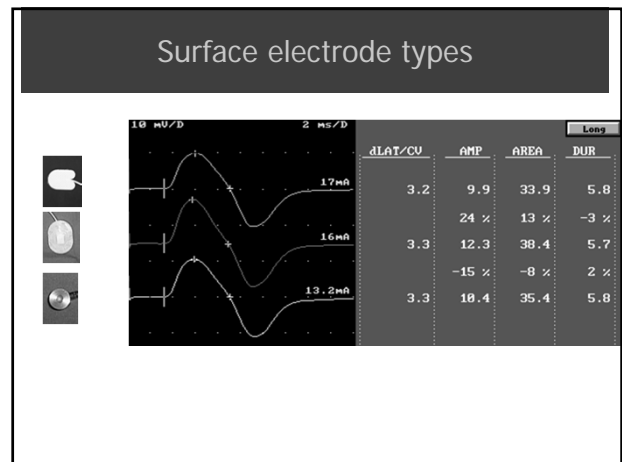 Surface electrode types
10 mV/D 2 ms/D Long
dLAT/CV AMP AREA DUR
17mA 3.2 9.9 33.9 5.8
24 % 13 % -3 %
16mA 3.3 12.3 38.4 5.7
-15 % -8 % 2 %
13.2mA 3.3 10.4 35.4 5.8